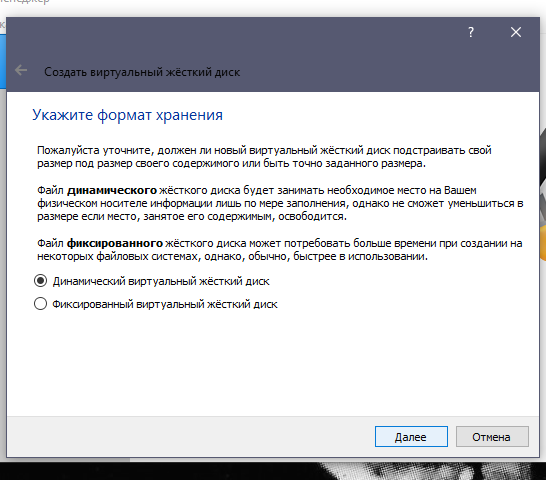 ?
Создать виртуальный жёсткий диск
Укажите формат хранения
Пожалуйста уточните, должен ли новый виртуальный жёсткий диск подстраивать свой
размер под размер своего содержимого или быть точно заданного размера.
Файл динамического жёсткого диска будет занимать необходимое место на Вашем
физическом носителе информации лишь по мере заполнения, однако не сможет уменьшиться в
размере если место, занятое его содержимым, освободится.
Файл фиксированного жёсткого диска может потребовать больше времени при создании на
некоторых файловых системах, однако, обычно, быстрее в использовании.
Динамический виртуальный жёсткий диск
Фиксированный виртуальный жёсткий диск
Далее
Отмена